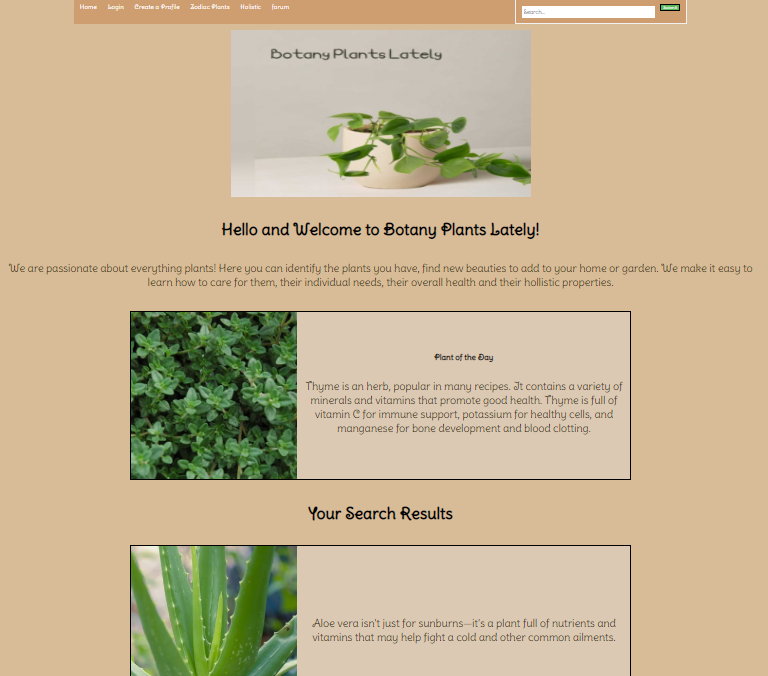 Home Login Create a Profile Zodiac Plants Holistic Forum
Search..
Botany Plants Lately
Hello and Welcome to Botany Plants Lately!
We are passionate about everything plants! Here you can identify the plants you have, find new beauties to add to your home or garden. We make it easy to
learn how to care for them, their individual needs, their overall health and their hollistic properties.
Plant of the Day
Thyme is an herb, popular in many recipes. It contains a variety of
minerals and vitamins that promote good health. Thyme is full of
vitamin C for immune support, potassium for healthy cells, and
manganese for bone development and blood clotting.
Your Search Results
Aloe vera isn't just for sunburns—it's a plant full of nutrients and
vitamins that may help fight a cold and other common ailments.